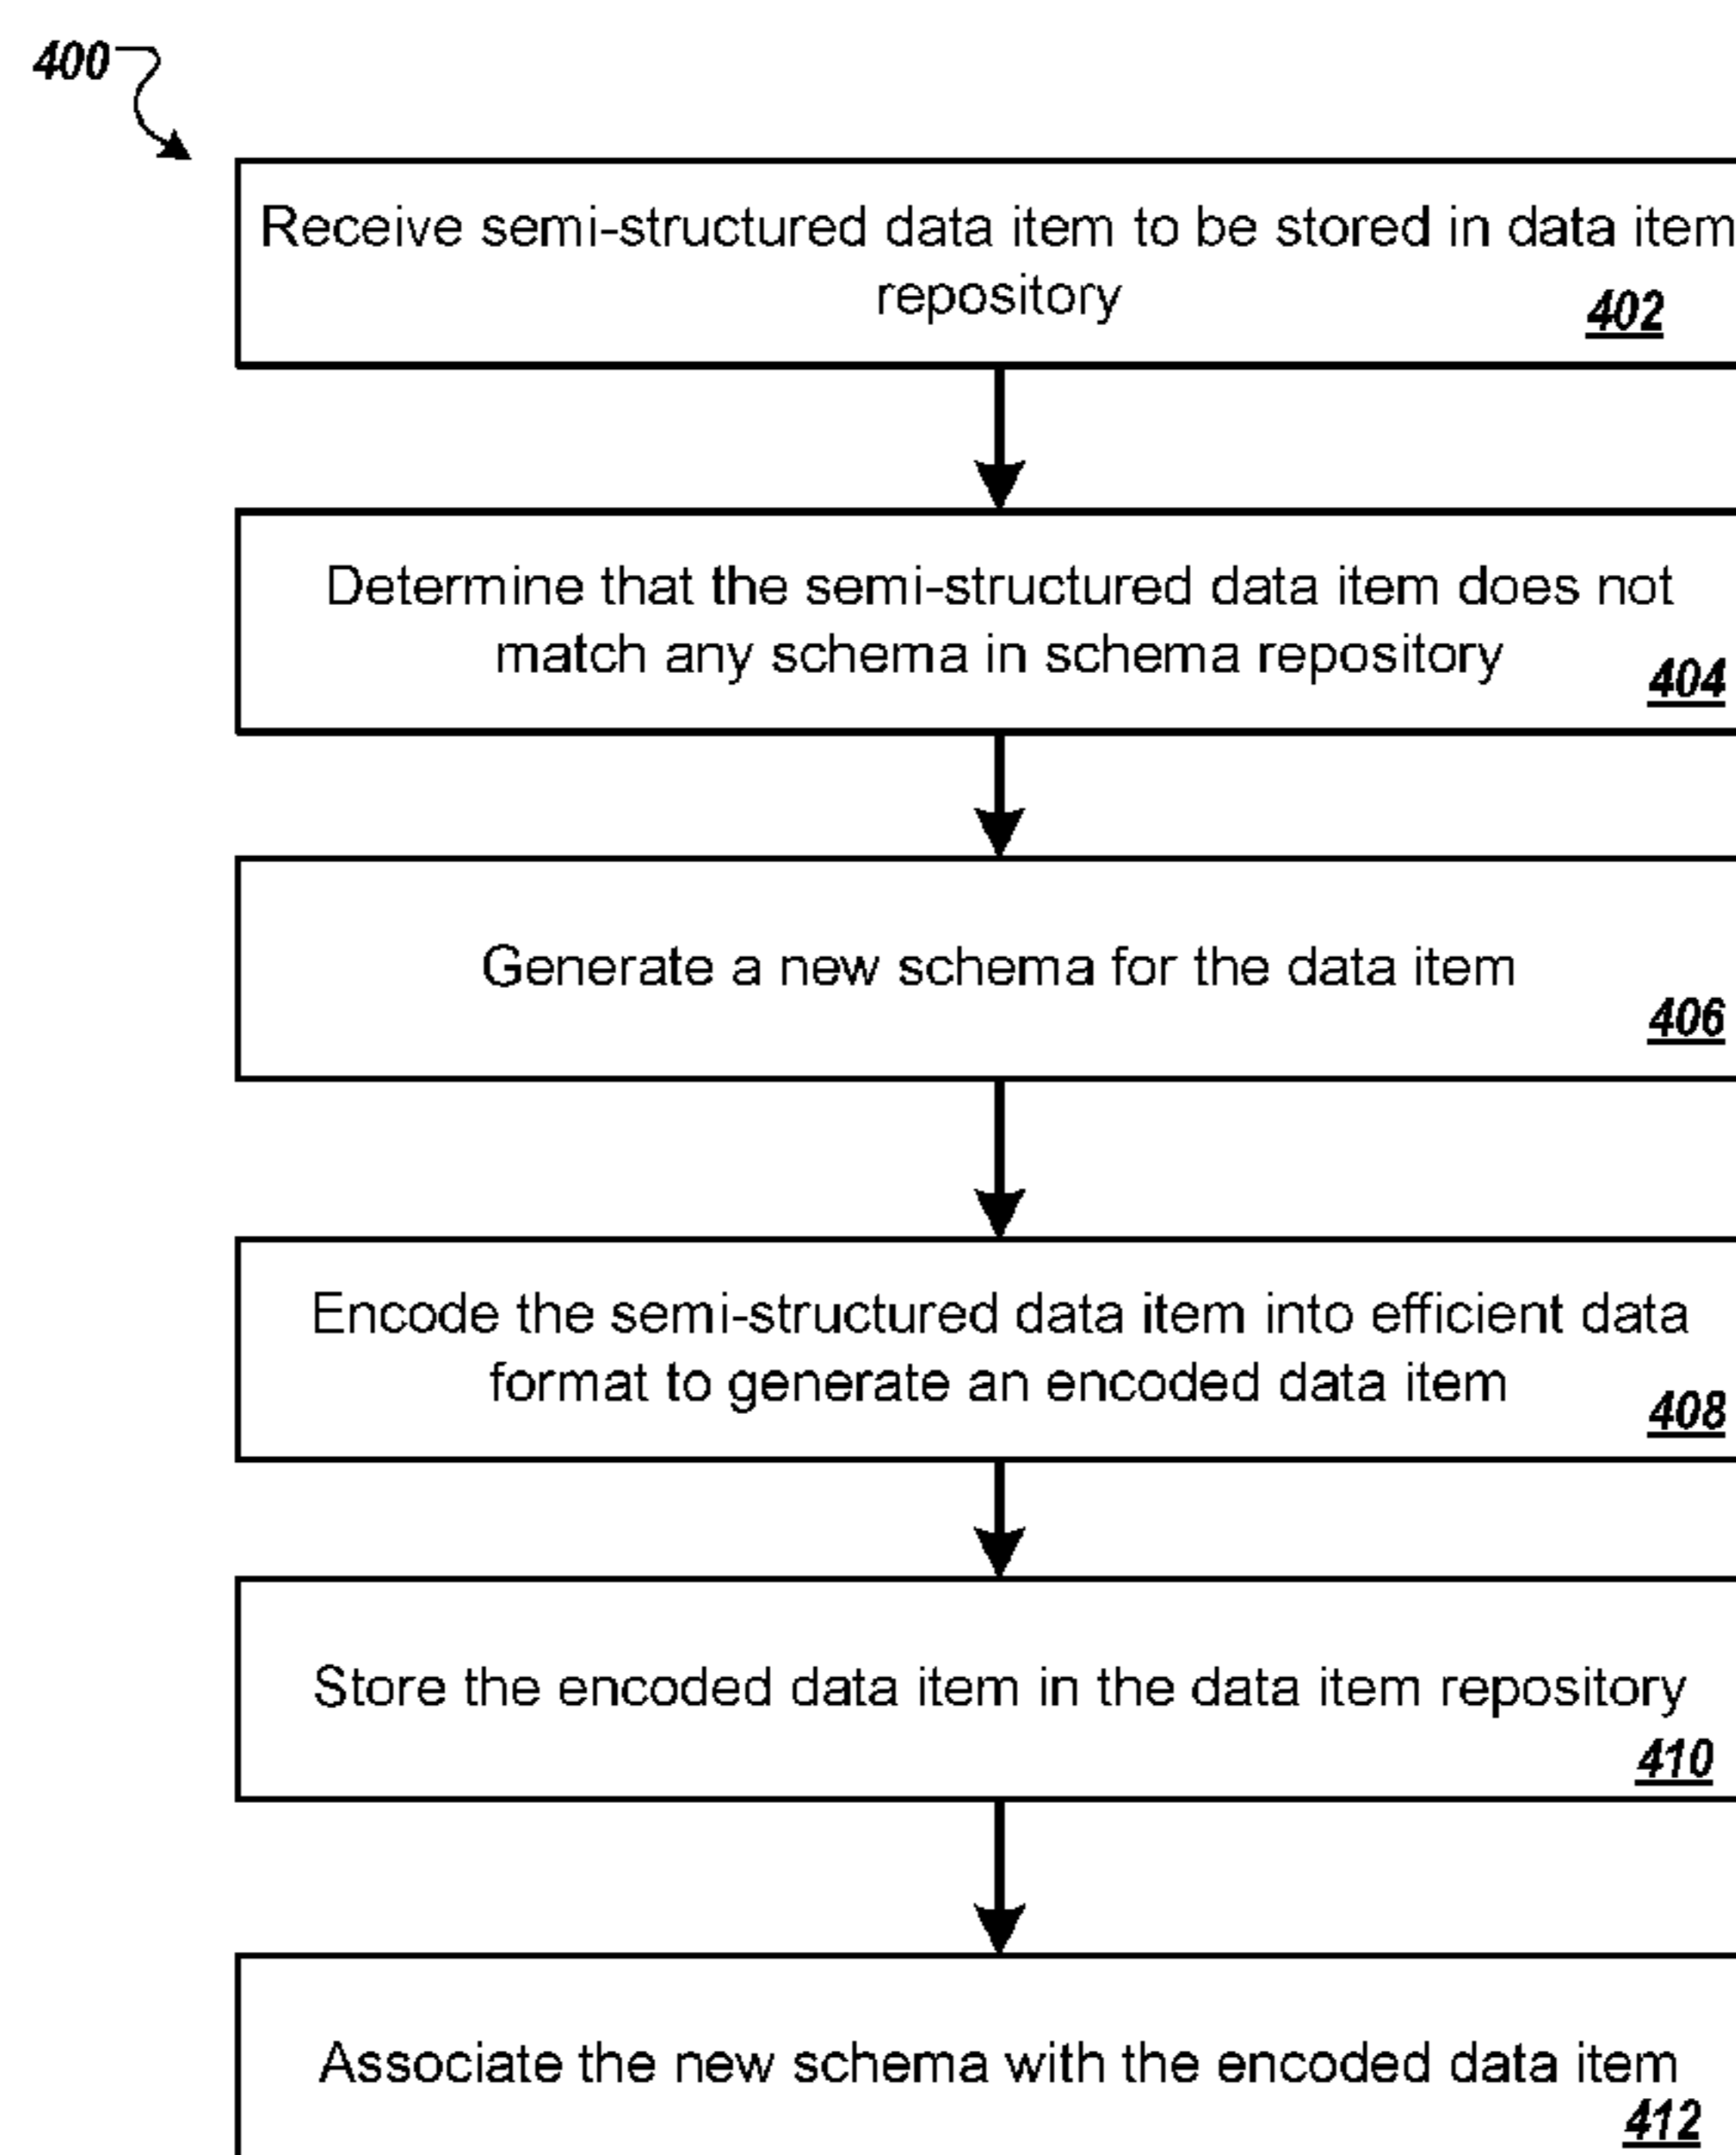 400
Receive semi-structured data item to be stored in data item
repository
402
Determine that the semi-structured data item does not
match any schema in schema repository
404
Generate a new schema for the data item
406
Encode the semi-structured data item into efficient data
format to generate an encoded data item
408
Store the encoded data item in the data item repository
410
Associate the new schema with the encoded data item
412